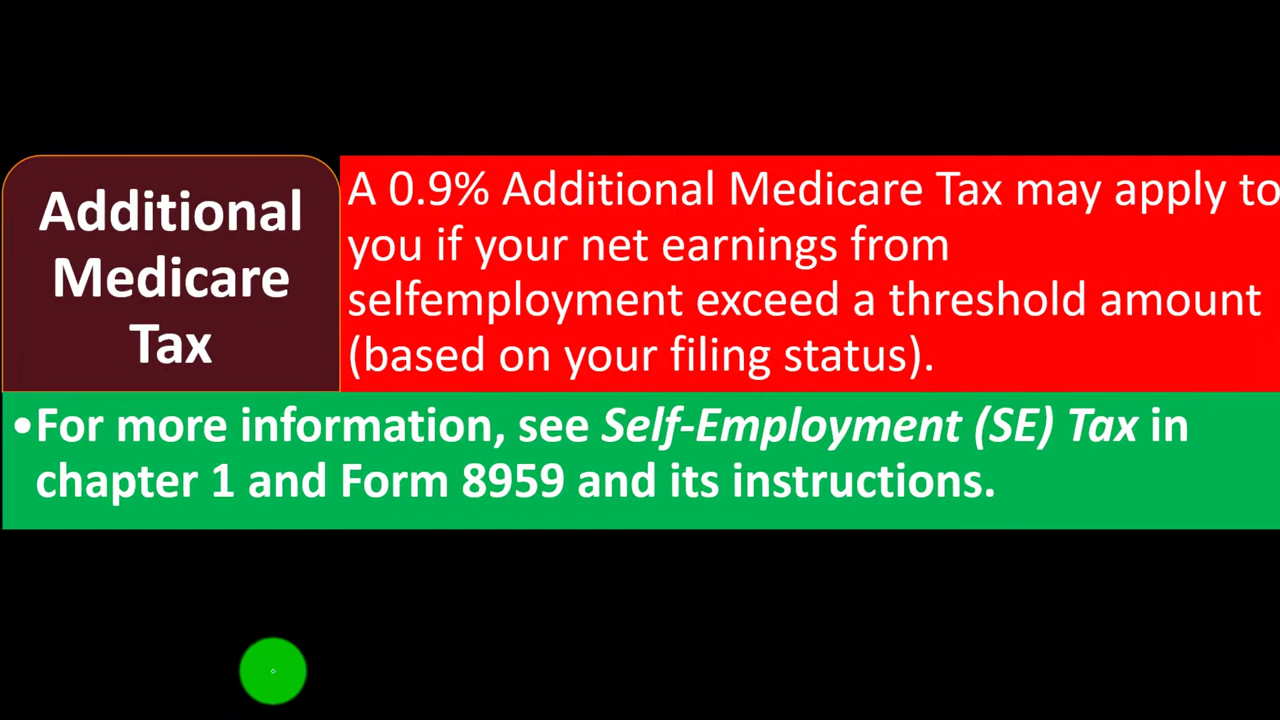 Additional
Medicare
Tax
A 0.9% Additional Medicare Tax may apply to
you if your net earnings from
selfemployment exceed a threshold amount
(based on your filing status).
•For more information, see Self-Employment (SE) Tax in
chapter 1 and Form 8959 and its instructions.